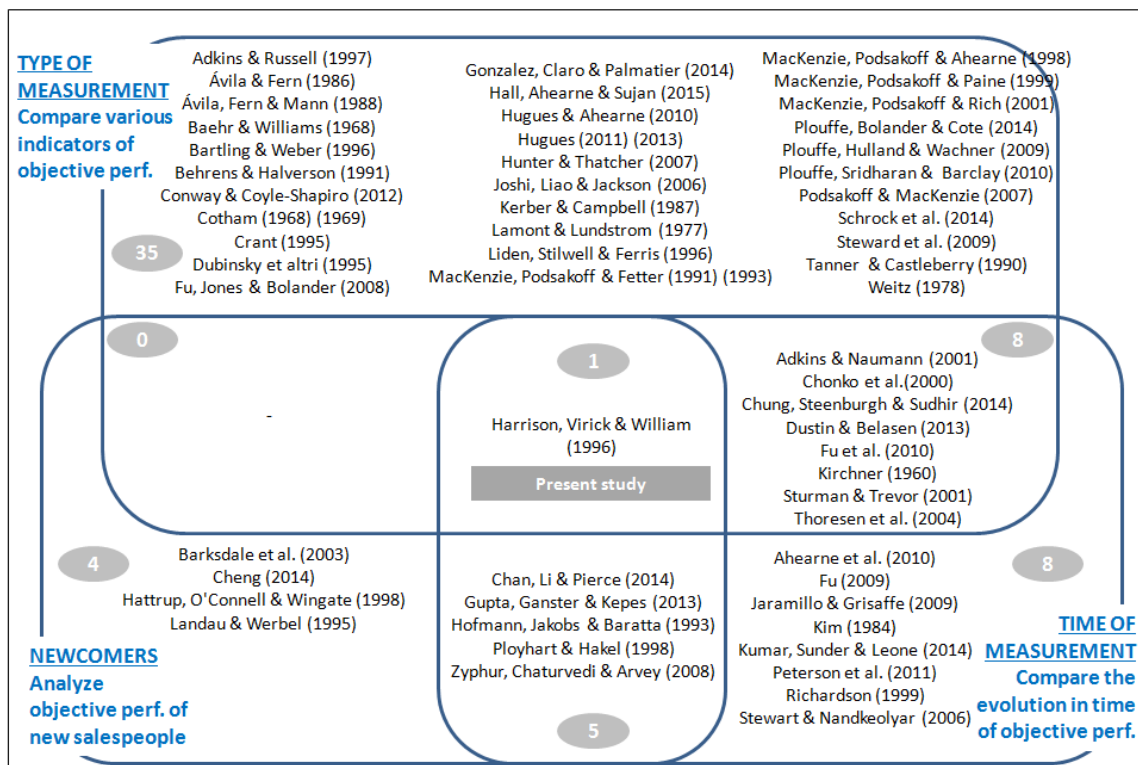 TYPE OF
MEASUREMENT
Compare various
indicators of
objective perf.
35
Adkins & Russell (1997)
Ávila & Fern (1986)
Ávila, Fern & Mann (1988)
Baehr & Williams (1968)
Bartling & Weber (1996)
Behrens & Halverson (1991)
Conway & Coyle-Shapiro (2012)
Cotham (1968) (1969)
Crant (1995)
Dubinsky et altri (1995)
Fu, Jones & Bolander (2008)
Gonzalez, Claro & Palmatier (2014)
Hall, Ahearne & Sujan (2015)
Hugues & Ahearne (2010)
Hugues (2011) (2013)
Hunter & Thatcher (2007)
Joshi, Liao & Jackson (2006)
Kerber & Campbell (1987)
Lamont & Lundstrom (1977)
Liden, Stilwell & Ferris (1996)
MacKenzie, Podsakoff & Fetter (1991) (1993)
MacKenzie, Podsakoff & Ahearne (1998)
MacKenzie, Podsakoff & Paine (1999)
MacKenzie, Podsakoff & Rich (2001)
Plouffe, Bolander & Cote (2014)
Plouffe, Hulland & Wachner (2009)
Plouffe, Sridharan & Barclay (2010)
Podsakoff & MacKenzie (2007)
Schrock et al. (2014)
Steward et al. (2009)
Tanner & Castleberry (1990)
Weitz (1978)
0
-
1
Harrison, Virick & William
(1996)
Present study
8
Adkins & Naumann (2001)
Chonko et al.(2000)
Chung, Steenburgh & Sudhir (2014)
Dustin & Belasen (2013)
Fu et al. (2010)
Kirchner (1960)
Sturman & Trevor (2001)
Thoresen et al. (2004)
4
Barksdale et al. (2003)
Cheng (2014)
Hattrup, O'Connell & Wingate (1998)
Landau & Werbel (1995)
NEWCOMERS
Analyze
objective perf. of
new salespeople
Chan, Li & Pierce (2014)
Gupta, Ganster & Kepes (2013)
Hofmann, Jakobs & Baratta (1993)
Ployhart & Hakel (1998)
Zyphur, Chaturvedi & Arvey (2008)
5
Ahearne et al. (2010)
Fu (2009)
Jaramillo & Grisaffe (2009)
Kim (1984)
Kumar, Sunder & Leone (2014)
Peterson et al. (2011)
Richardson (1999)
Stewart & Nandkeolyar (2006)
8
TIME OF
MEASUREMENT
Compare the
evolution in time
of objective perf.